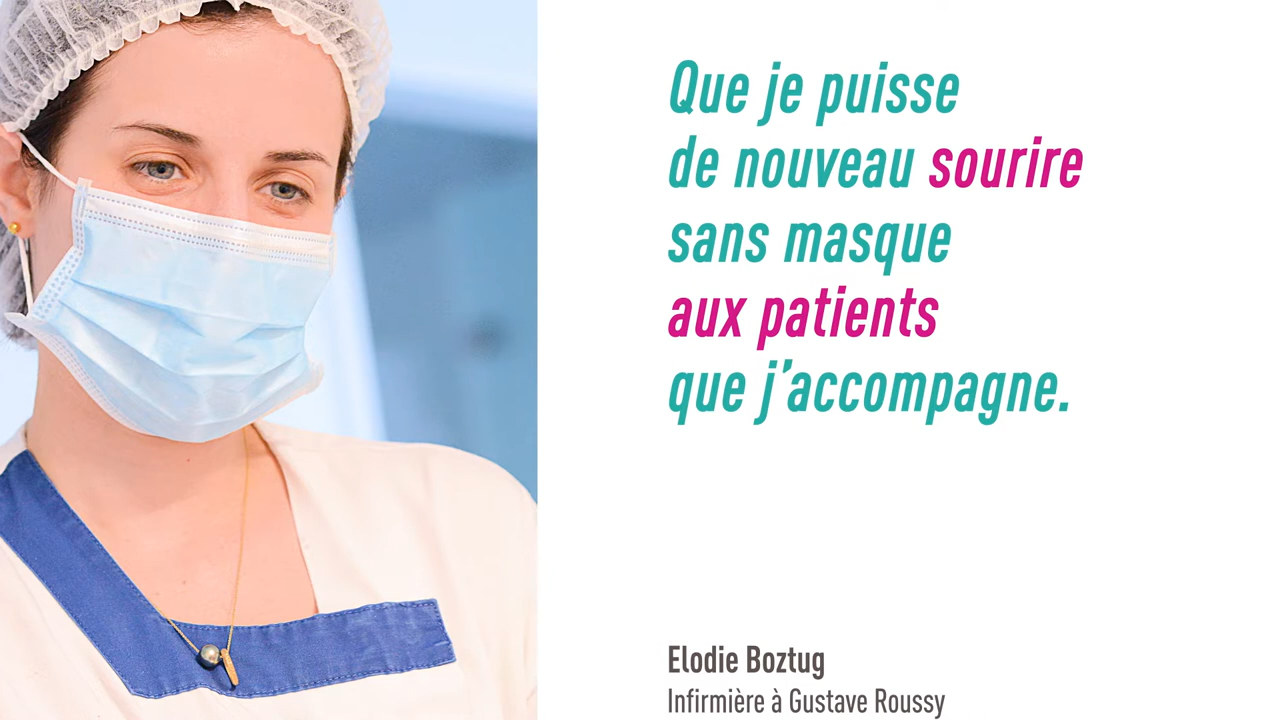 Que je puisse
de nouveau sourire
sans masque
aux patients
que j’accompagne.
Elodie Boztug
Infirmière à Gustave Roussy